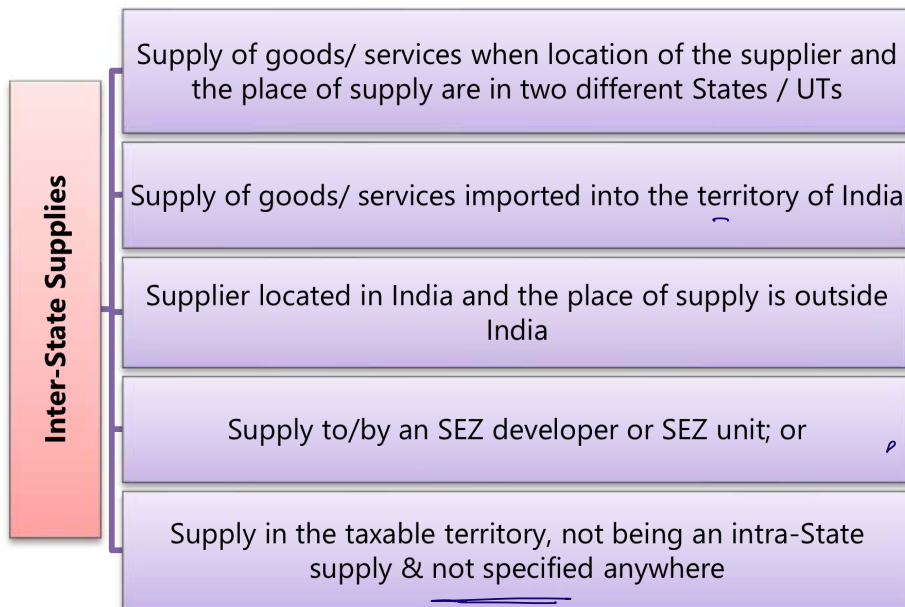 Inter-State Supplies
Supply of goods/ services when location of the supplier and
the place of supply are in two different States / UTs
Supply of goods/ services imported into the territory of India
Supplier located in India and the place of supply is outside
India
Supply to/by an SEZ developer or SEZ unit; or
Supply in the taxable territory, not being an intra-State
supply & not specified anywhere